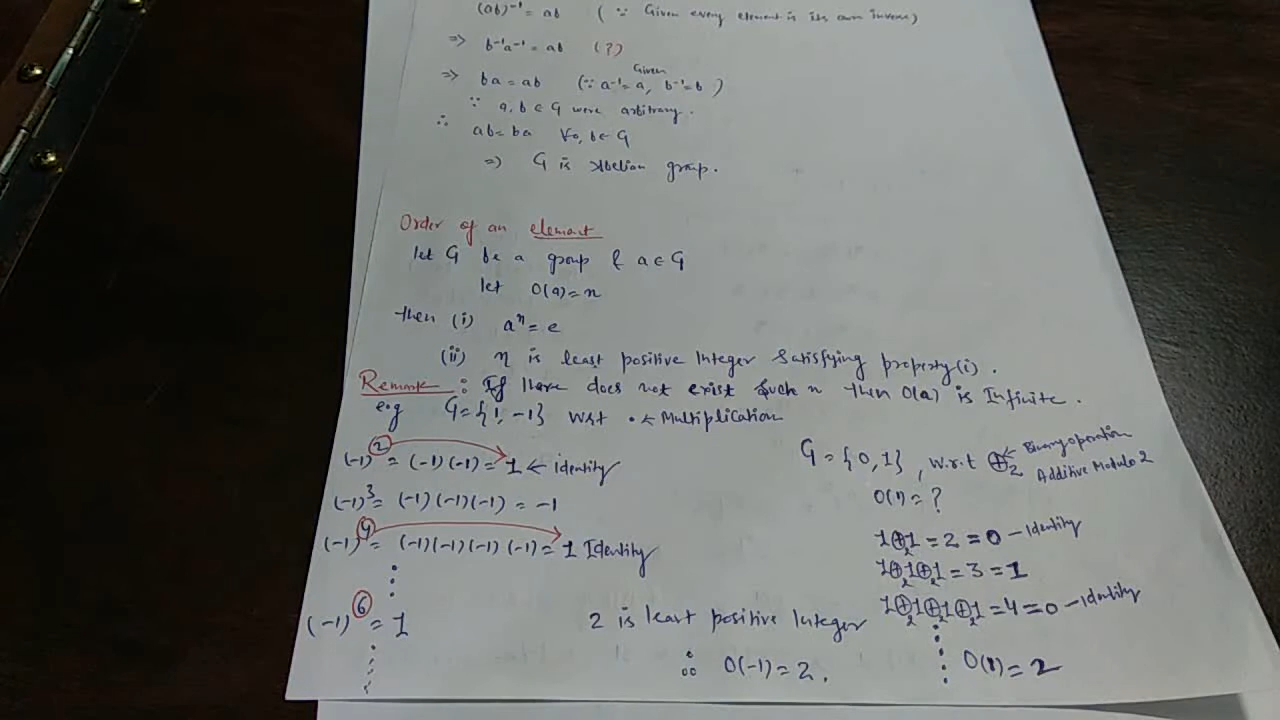 (ab)⁻¹ = ab (∵ Given every element is its own inverse)
⇒ b⁻¹a⁻¹ = ab (?)
Given
⇒ ba = ab (∵ a⁻¹=a, b⁻¹=b)
∵ a, b ∈ G were arbitrary.
∴ ab = ba ∀a, b ∈ G
⇒ G is Abelian group.
Order of an element
let G be a group & a ∈ G
let O(a) = n
then (i) aⁿ = e
(ii) n is least positive Integer Satisfying property (i).
Remark : If there does not exist such n then O(a) is Infinite.
e.g G = {1, -1} wrt · ← Multiplication
(-1)² = (-1)(-1) = 1 ← identity
(-1)³ = (-1)(-1)(-1) = -1
(-1)⁴ = (-1)(-1)(-1)(-1) = 1 Identity
(-1)⁶ = 1
2 is least positive Integer
∴ O(-1) = 2.
G = {0, 1}, w.r.t ⊕₂ ← Binary operation
Additive Modulo 2
O(1) = ?
1⊕₂1 = 2 = 0 – Identity
1⊕₂1⊕₂1 = 3 = 1
1⊕₂1⊕₂1⊕₂1 = 4 = 0 – Identity
O(1) = 2